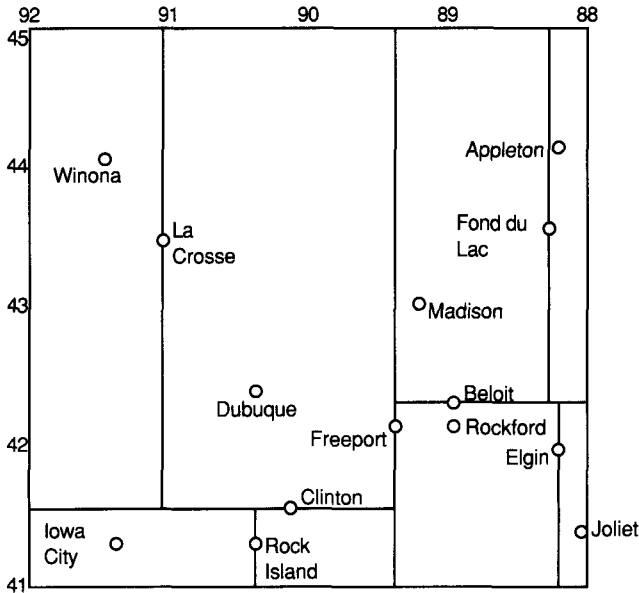 92 91 90 89 88
45
44
43
42
41
Winona
La
Crosse
Appleton
Fond du
Lac
Madison
Dubuque
Beloit
Freeport
Rockford
Elgin
Clinton
Iowa
City
Rock
Island
Joliet